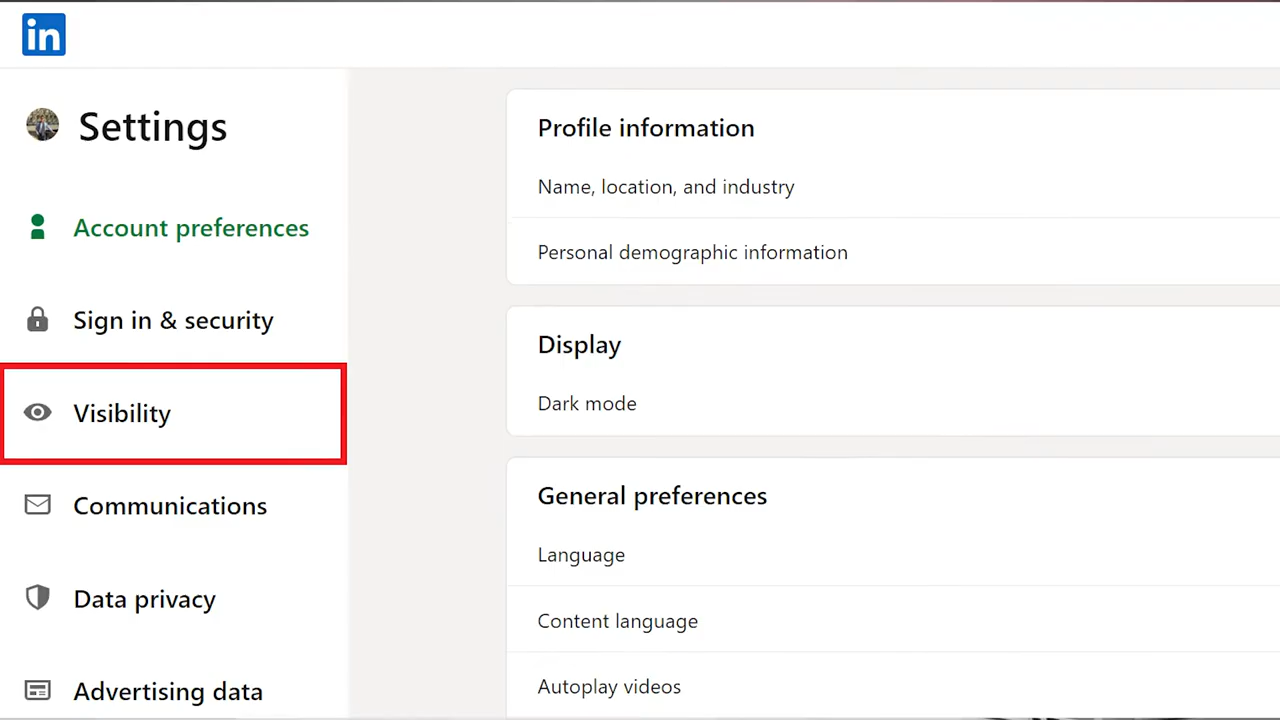 in
Settings
Account preferences
Sign in & security
Visibility
Communications
Data privacy
Advertising data
Profile information
Name, location, and industry
Personal demographic information
Display
Dark mode
General preferences
Language
Content language
Autoplay videos